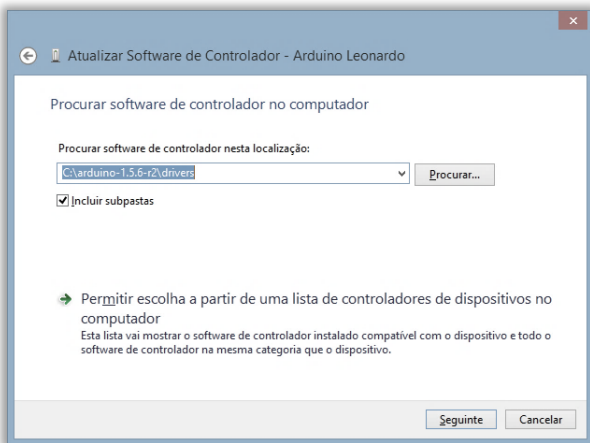 Atualizar Software de Controlador - Arduino Leonardo
Procurar software de controlador no computador
Procurar software de controlador nesta localização:
C:\arduino-1.5.6-r2\drivers
Procurar...
Incluir subpastas
Permitir escolha a partir de uma lista de controladores de dispositivos no
computador
Esta lista vai mostrar o software de controlador instalado compatível com o dispositivo e todo o
software de controlador na mesma categoria que o dispositivo.
Seguinte
Cancelar